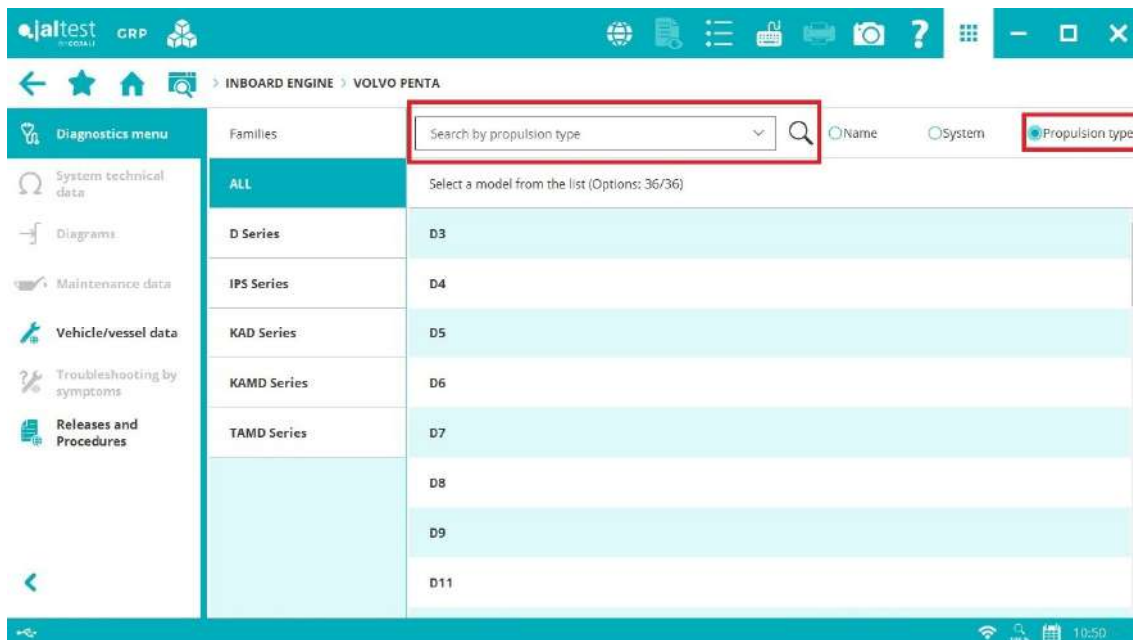 jaltest GRP
BY COJALI
> INBOARD ENGINE > VOLVO PENTA
Diagnostics menu
System technical
data
Diagrams
Maintenance data
Vehicle/vessel data
Troubleshooting by
symptoms
Releases and
Procedures
Families
ALL
D Series
IPS Series
KAD Series
KAMD Series
TAMD Series
Search by propulsion type
Name
System
Propulsion type
Select a model from the list (Options: 36/36)
D3
D4
D5
D6
D7
D8
D9
D11
10:50